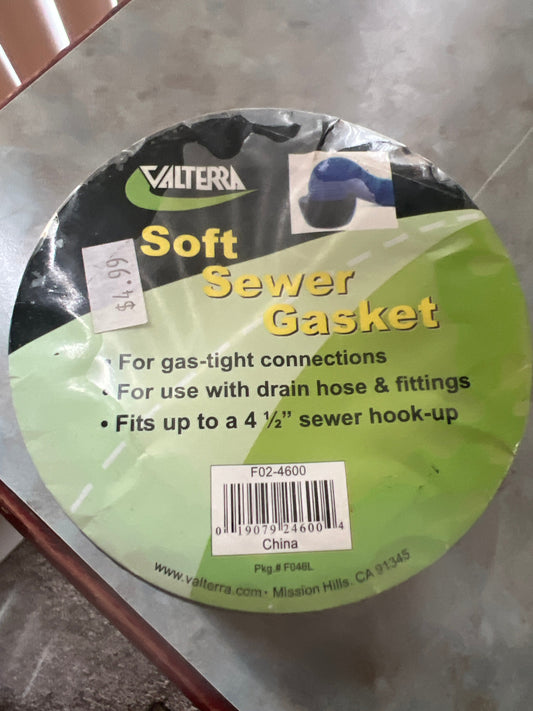 VALTERRA
Soft
Sewer
Gasket
$4.99
• For gas-tight connections
• For use with drain hose & fittings
• Fits up to a 4 ½” sewer hook-up
F02-4600
0 19079 24600 4
China
Pkg.# F046L
www.valterra.com • Mission Hills, CA 91345